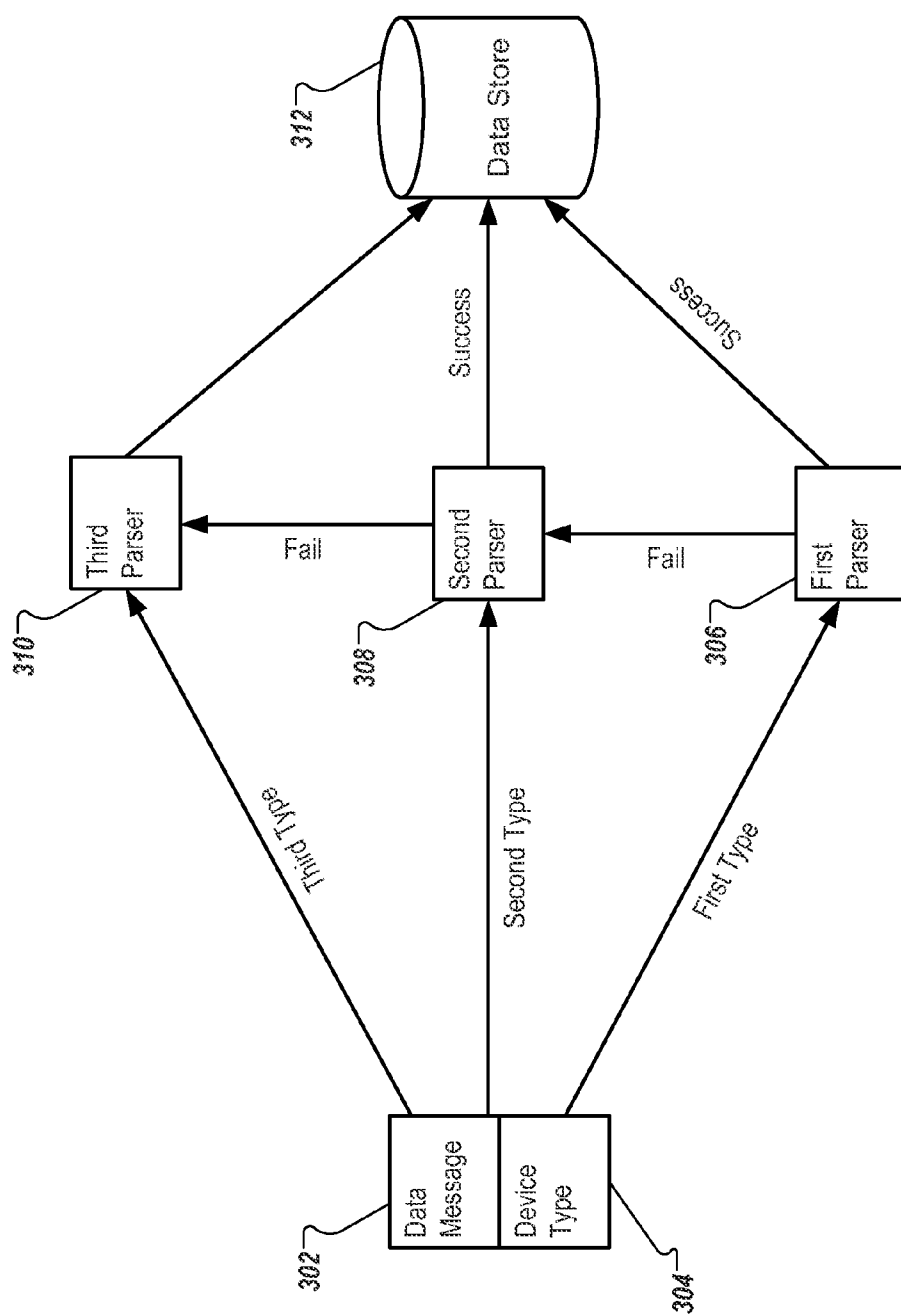 302
Data
Message
Device
Type
304
Third Type
Second Type
First Type
310
Third
Parser
Fail
308
Second
Parser
Fail
306
First
Parser
Success
Success
312
Data Store